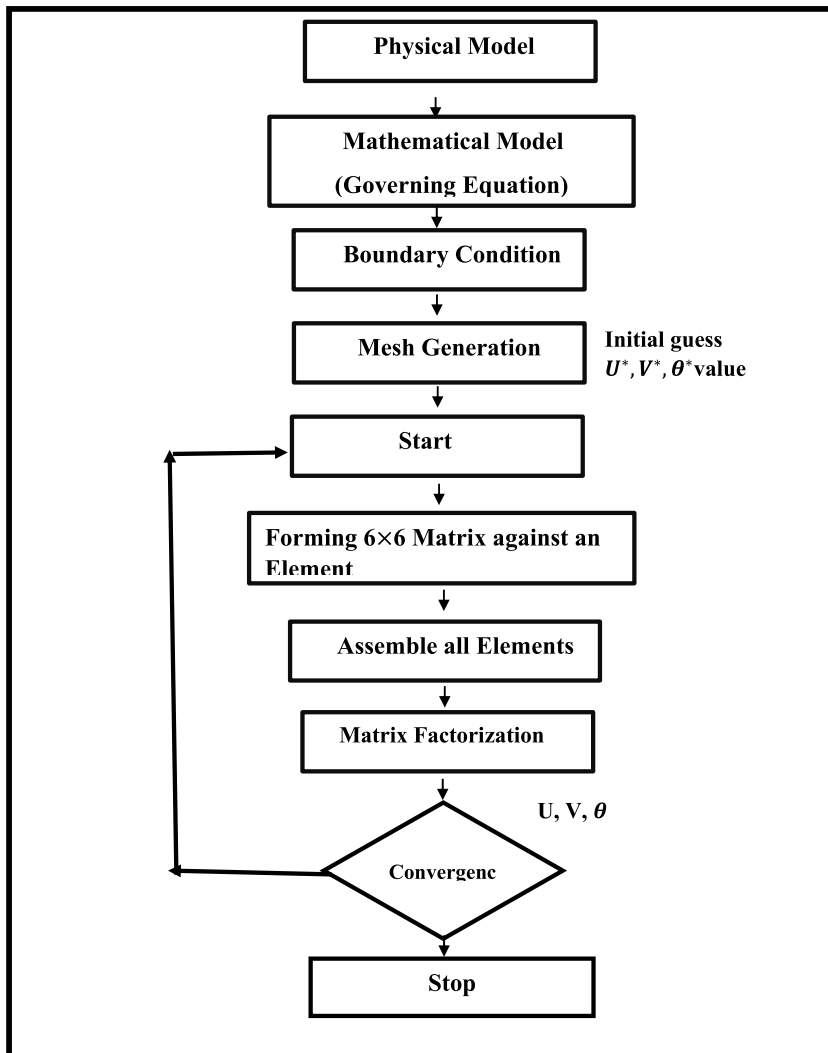 Physical Model
Mathematical Model
(Governing Equation)
Boundary Condition
Mesh Generation
Initial guess
U*, V*, θ* value
Start
Forming 6×6 Matrix against an
Element
Assemble all Elements
Matrix Factorization
U, V, θ
Convergenc
Stop